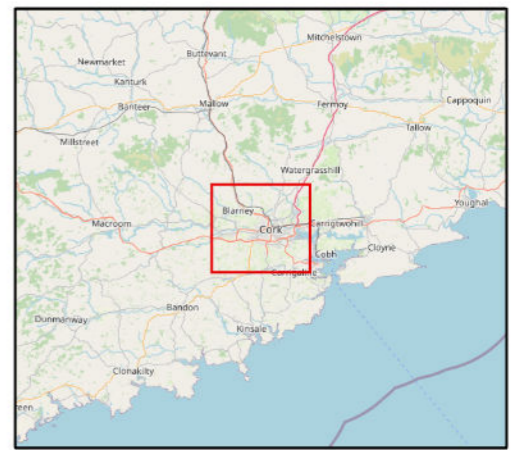 Mitchelstown
Buttevant
Newmarket
Kanturk
Cappoquin
Banteer
Mallow
Fermoy
Tallow
Millstreet
Watergrasshill
Youghal
Blarney
Macroom
Cork
Carrigtwohill
Cloyne
Cobh
Carrigaline
Bandon
Dunmanway
Kinsale
Clonakilty
reen